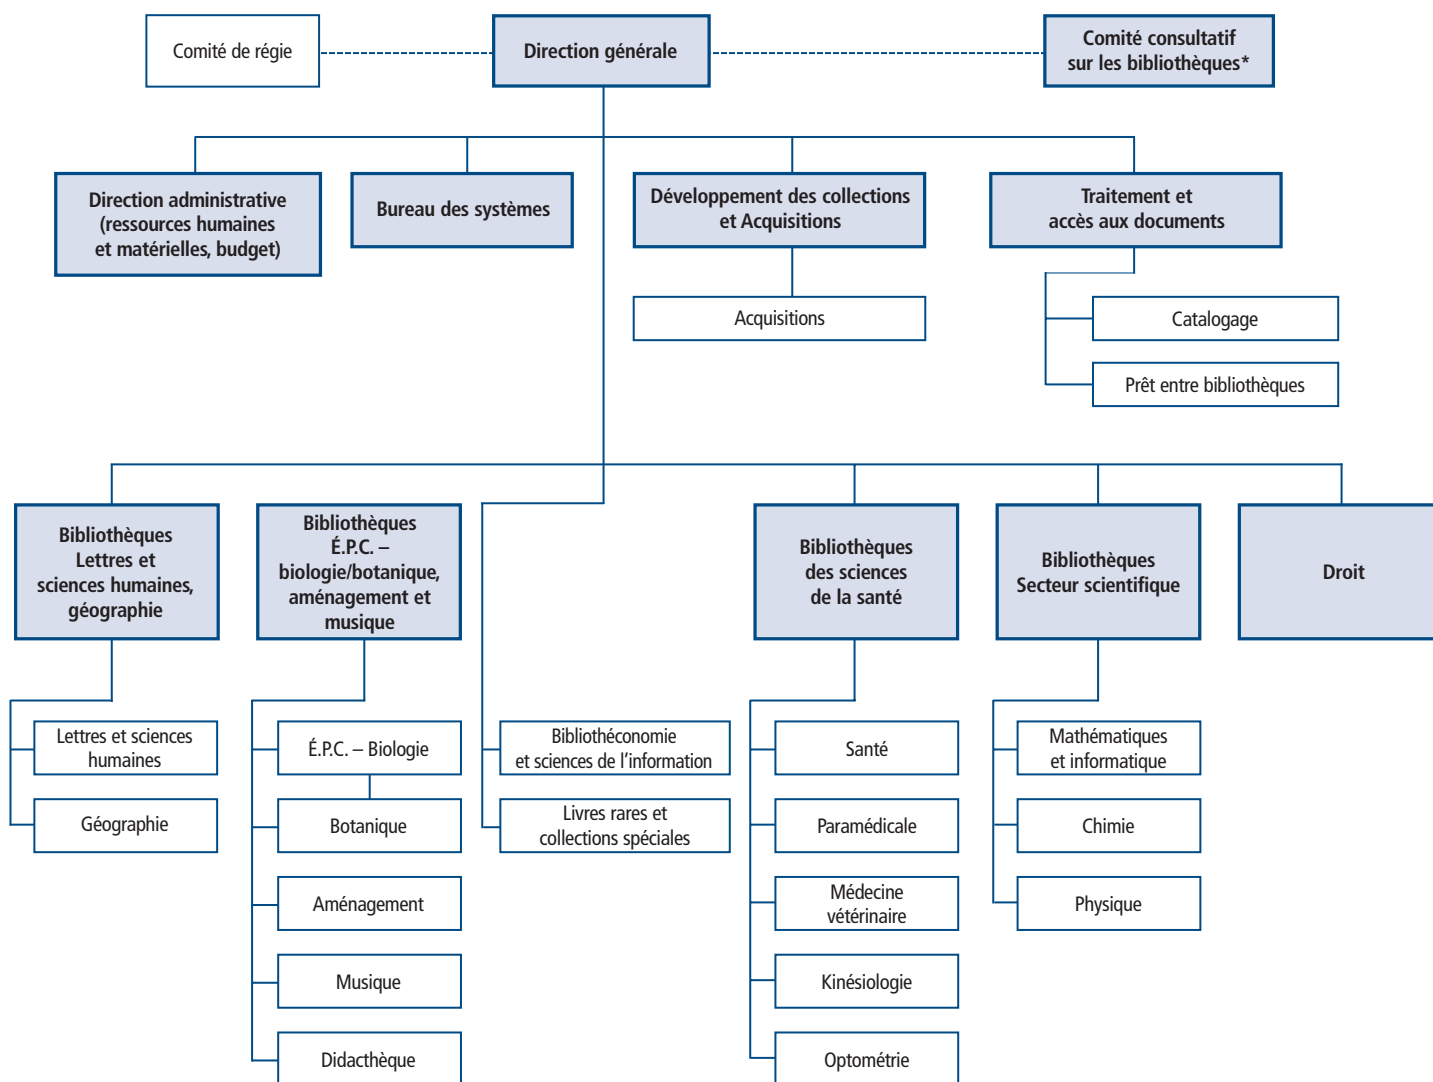 Comité de régie
Direction générale
Comité consultatif
sur les bibliothèques*
Direction administrative
(ressources humaines
et matérielles, budget)
Bureau des systèmes
Développement des collections
et Acquisitions
Traitement et
accès aux documents
Acquisitions
Catalogage
Prêt entre bibliothèques
Bibliothèques
Lettres et
sciences humaines,
géographie
Bibliothèques
É.P.C. –
biologie/botanique,
aménagement et
musique
Bibliothèques
des sciences
de la santé
Bibliothèques
Secteur scientifique
Droit
Lettres et sciences
humaines
Géographie
É.P.C. – Biologie
Botanique
Aménagement
Musique
Didacthèque
Bibliothéconomie
et sciences de l'information
Livres rares et
collections spéciales
Santé
Paramédicale
Médecine
vétérinaire
Kinésiologie
Optométrie
Mathématiques
et informatique
Chimie
Physique